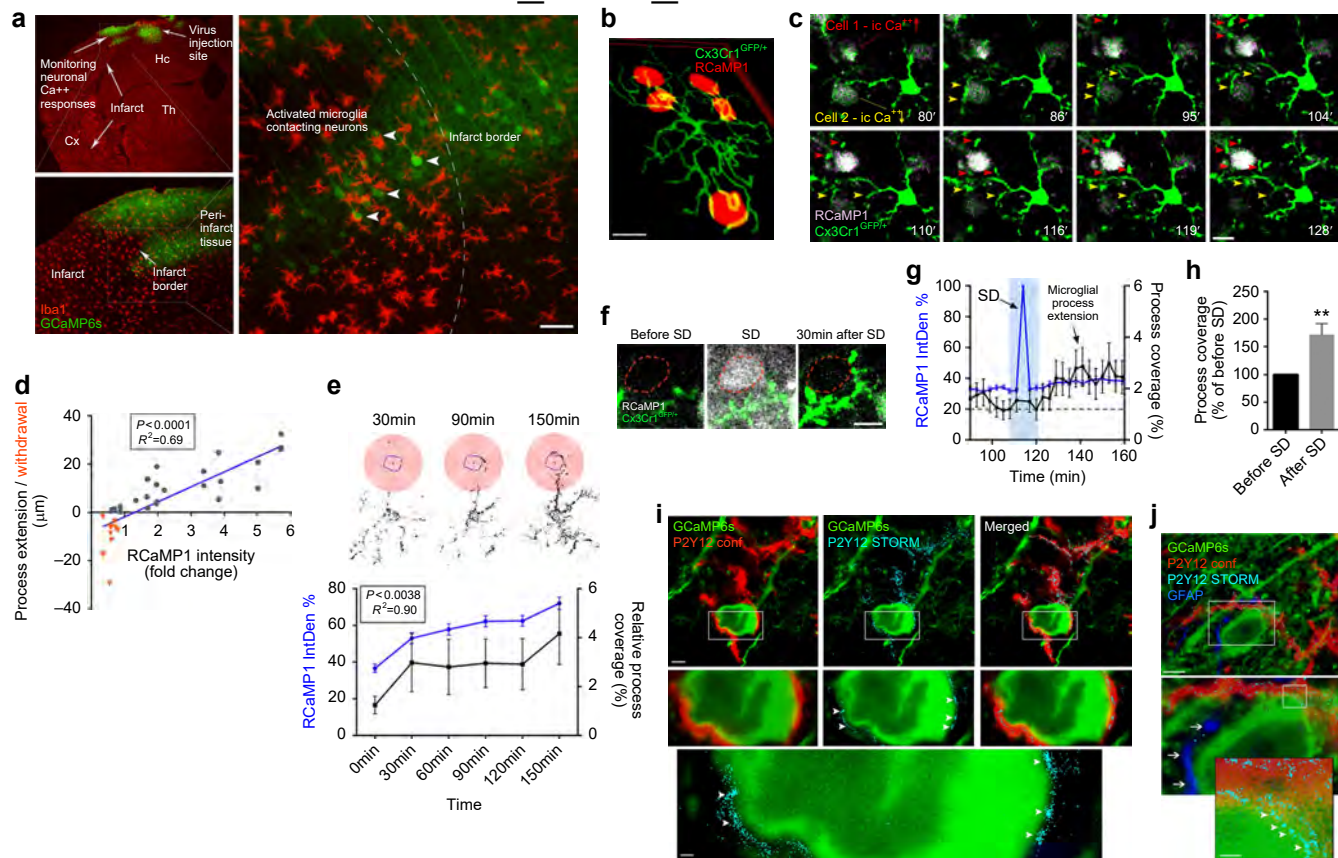 a
Virus
injection
site
Hc
Monitoring
neuronal
Ca++
responses
Infarct
Th
Cx
Peri-
infarct
tissue
Infarct
Infarct
border
Iba1
GCaMP6s
Activated microglia
contacting neurons
Infarct border
b
Cx3Cr1GFP/+
RCaMP1
c
Cell 1 - ic Ca++
Cell 2 - ic Ca++
80′
86′
95′
104′
RCaMP1
Cx3Cr1GFP/+
110′
116′
119′
128′
d
Process extension / withdrawal
(μm)
40
20
0
–20
–40
P<0.0001
R²=0.69
1
2
3
4
5
6
RCaMP1 intensity
(fold change)
e
30min
90min
150min
RCaMP1 IntDen %
80
60
40
20
0
P<0.0038
R²=0.90
6
4
2
0
Relative process
coverage (%)
0min
30min
60min
90min
120min
150min
Time
f
Before SD
SD
30min after SD
RCaMP1
Cx3Cr1GFP/+
g
RCaMP1 IntDen %
100
80
60
40
20
0
SD
Microglial
process
extension
6
4
2
0
Process
coverage (%)
100
120
140
160
Time (min)
h
Process coverage
(% of before SD)
250
200
150
100
50
0
**
Before SD
After SD
i
GCaMP6s
P2Y12 conf
GCaMP6s
P2Y12 STORM
Merged
j
GCaMP6s
P2Y12 conf
P2Y12 STORM
GFAP